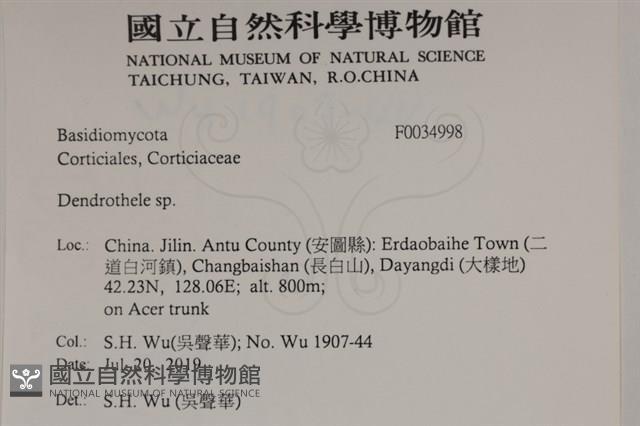 國立自然科學博物館
NATIONAL MUSEUM OF NATURAL SCIENCE
TAICHUNG, TAIWAN, R.O.CHINA
Basidiomycota F0034998
Corticiales, Corticiaceae
Dendrothele sp.
Loc.: China. Jilin. Antu County (安圖縣): Erdaobaihe Town (二
道白河鎮), Changbaishan (長白山), Dayangdi (大樣地)
42.23N, 128.06E; alt. 800m;
on Acer trunk
Col.: S.H. Wu(吳聲華); No. Wu 1907-44
Date: Jul 20, 2019
國立自然科學博物館
NATIONAL MUSEUM OF NATURAL SCIENCE
Det.: S.H. Wu (吳聲華)